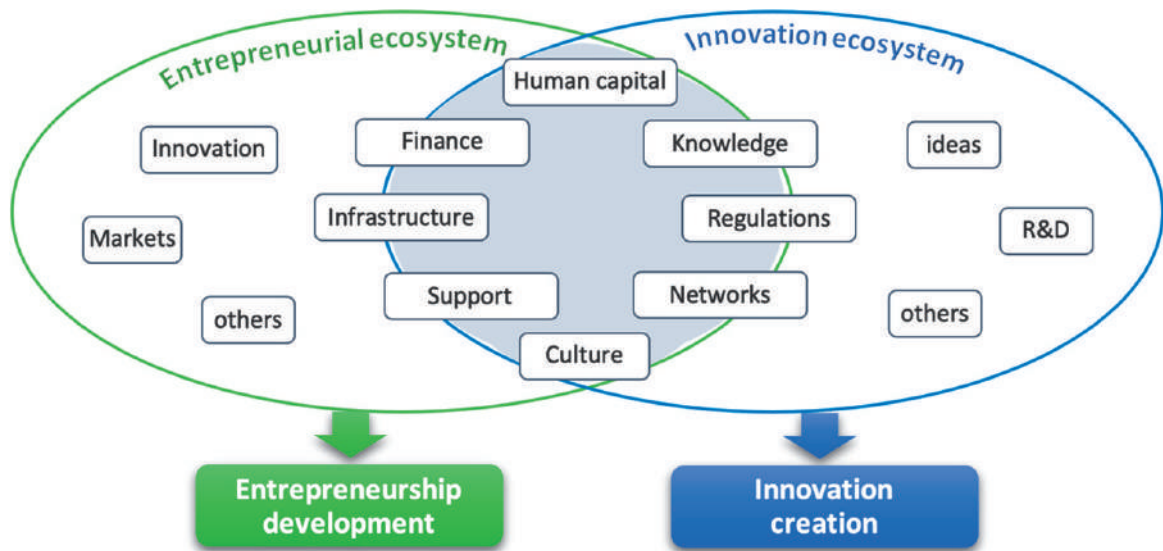 Entrepreneurial ecosystem
Innovation ecosystem
Human capital
Finance
Knowledge
Innovation
ideas
Infrastructure
Regulations
Markets
R&D
Support
Networks
others
others
Culture
Entrepreneurship
development
Innovation
creation